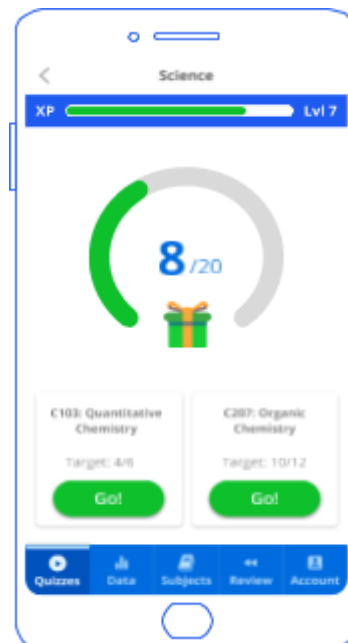 Science
XP Lvl 7
8/20
C103: Quantitative
Chemistry
Target: 4/6
Go!
C207: Organic
Chemistry
Target: 10/12
Go!
Quizzes Data Subjects Review Account